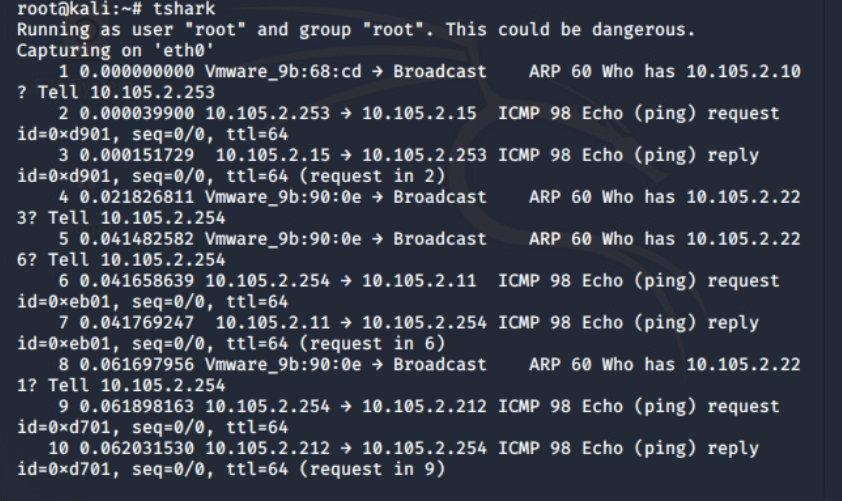 root@kali:~# tshark
Running as user "root" and group "root". This could be dangerous.
Capturing on 'eth0'
    1 0.000000000 Vmware_9b:68:cd → Broadcast    ARP 60 Who has 10.105.2.10
? Tell 10.105.2.253
    2 0.000039900 10.105.2.253 → 10.105.2.15  ICMP 98 Echo (ping) request
id=0×d901, seq=0/0, ttl=64
    3 0.000151729  10.105.2.15 → 10.105.2.253 ICMP 98 Echo (ping) reply
id=0×d901, seq=0/0, ttl=64 (request in 2)
    4 0.021826811 Vmware_9b:90:0e → Broadcast    ARP 60 Who has 10.105.2.22
3? Tell 10.105.2.254
    5 0.041482582 Vmware_9b:90:0e → Broadcast    ARP 60 Who has 10.105.2.22
6? Tell 10.105.2.254
    6 0.041658639 10.105.2.254 → 10.105.2.11  ICMP 98 Echo (ping) request
id=0×eb01, seq=0/0, ttl=64
    7 0.041769247  10.105.2.11 → 10.105.2.254 ICMP 98 Echo (ping) reply
id=0×eb01, seq=0/0, ttl=64 (request in 6)
    8 0.061697956 Vmware_9b:90:0e → Broadcast    ARP 60 Who has 10.105.2.22
1? Tell 10.105.2.254
    9 0.061898163 10.105.2.254 → 10.105.2.212 ICMP 98 Echo (ping) request
id=0×d701, seq=0/0, ttl=64
   10 0.062031530 10.105.2.212 → 10.105.2.254 ICMP 98 Echo (ping) reply
id=0×d701, seq=0/0, ttl=64 (request in 9)